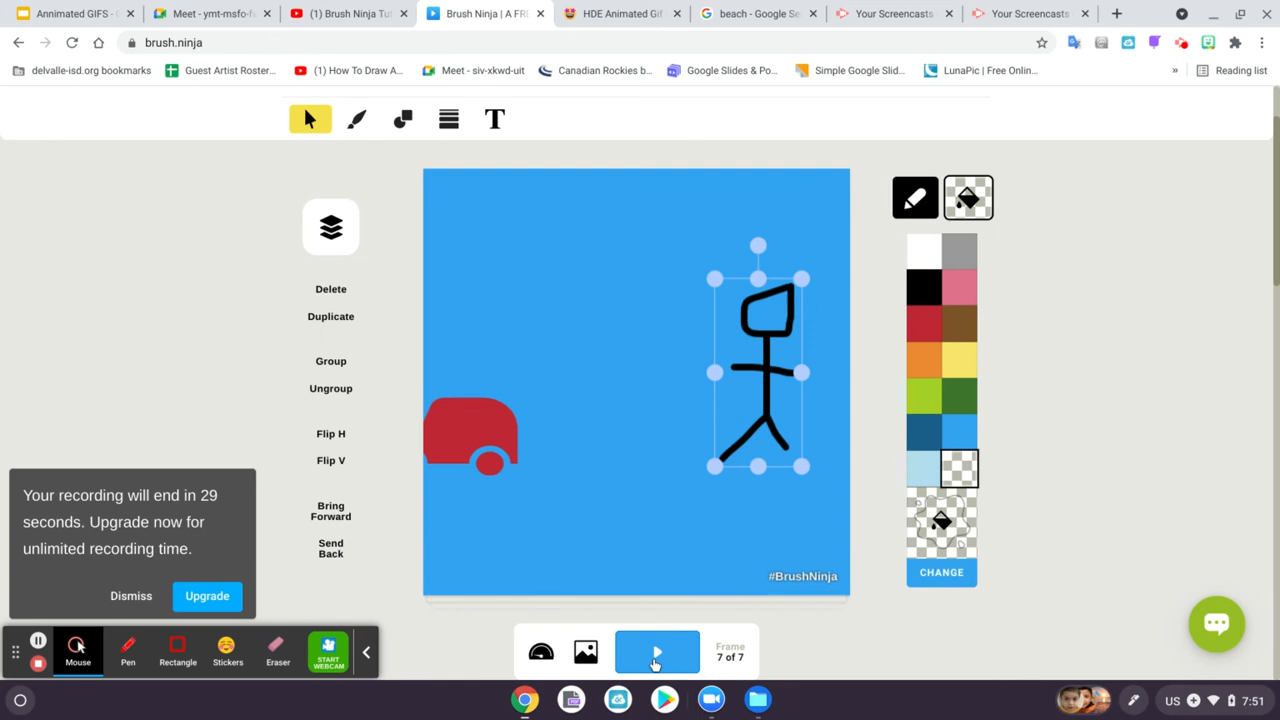 Annimated GIFS - G
Meet - ymt-msfo-f
(1) Brush Ninja Tut
Brush Ninja | A FRE
HDE Animated Gif
beach - Google Se
Your Screencasts
Your Screencasts
brush.ninja
delvalle-isd.org bookmarks
Guest Artist Roster...
(1) How To Draw A...
Meet - siv-xkwd-uit
Canadian Rockies b...
Google Slides & Po...
Simple Google Slid...
LunaPic | Free Onlin...
»
Reading list
T
Delete
Duplicate
Group
Ungroup
Flip H
Flip V
Bring
Forward
Send
Back
#BrushNinja
CHANGE
Your recording will end in 29
seconds. Upgrade now for
unlimited recording time.
Dismiss
Upgrade
Mouse
Pen
Rectangle
Stickers
Eraser
START
WEBCAM
Frame
7 of 7
US
7:51